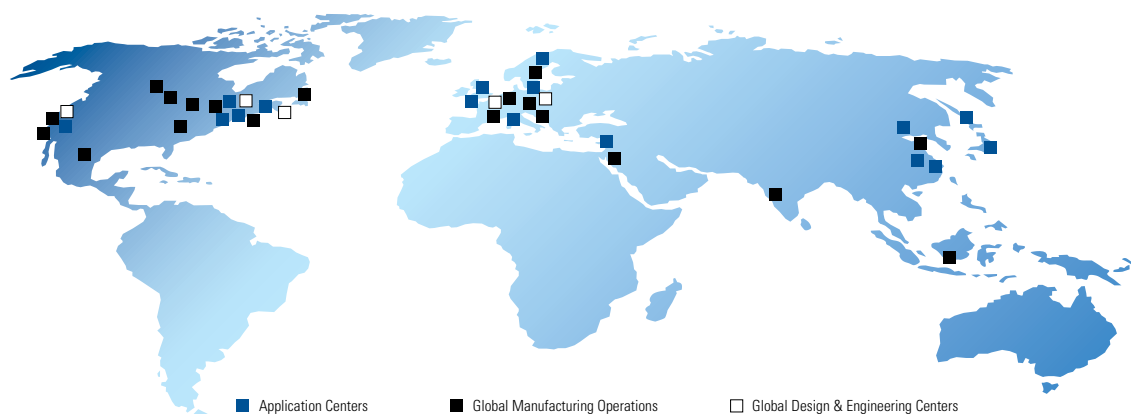 Application Centers
Global Manufacturing Operations
Global Design & Engineering Centers